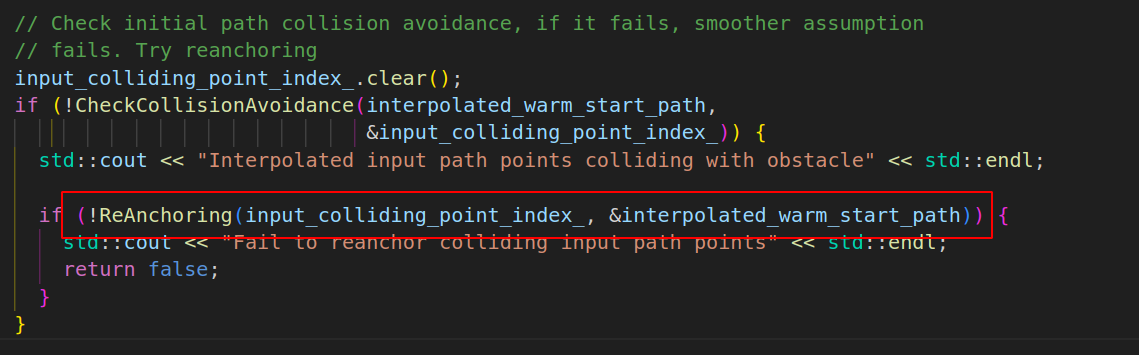 // Check initial path collision avoidance, if it fails, smoother assumption
// fails. Try reanchoring
input_colliding_point_index_.clear();
if (!CheckCollisionAvoidance(interpolated_warm_start_path,
&input_colliding_point_index_)) {
std::cout << "Interpolated input path points colliding with obstacle" << std::endl;
if (!ReAnchoring(input_colliding_point_index_, &interpolated_warm_start_path)) {
std::cout << "Fail to reanchor colliding input path points" << std::endl;
return false;
}
}